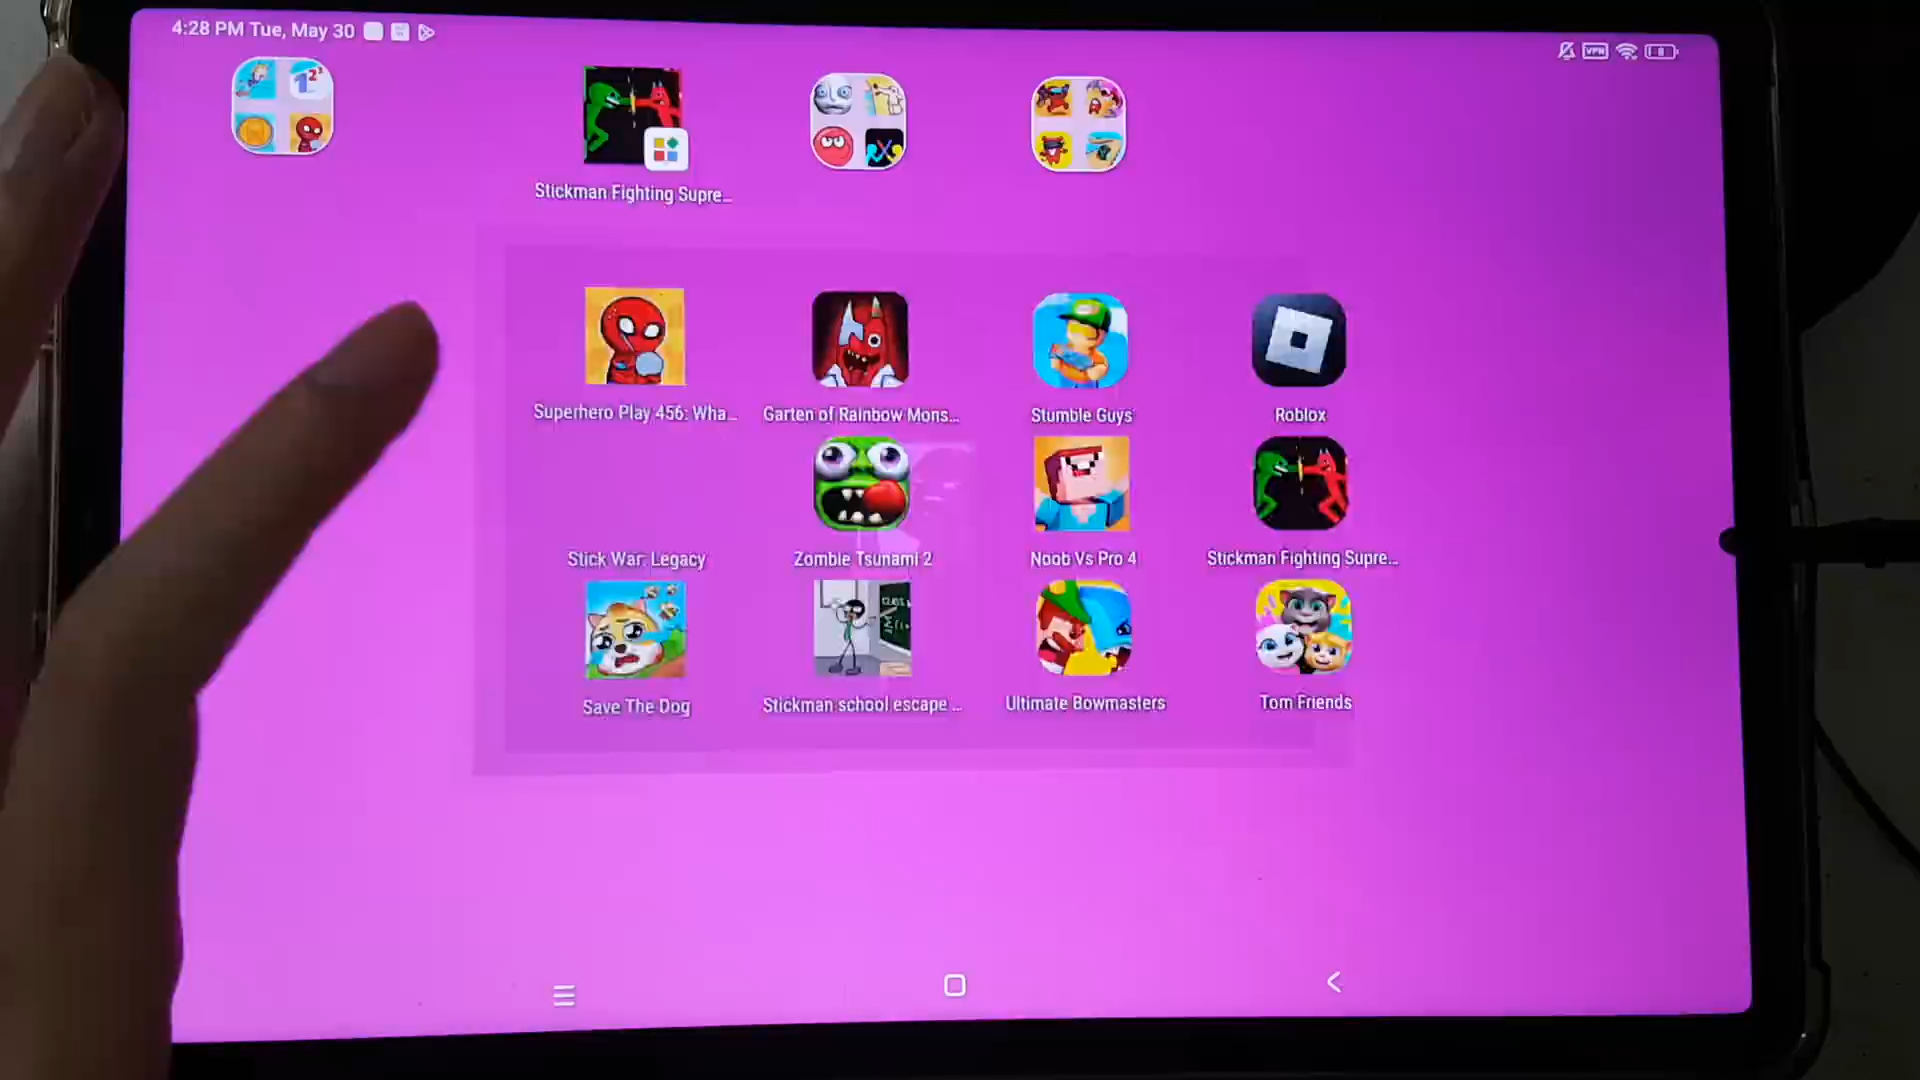 4:28 PM Tue, May 30
VPN
Stickman Fighting Supre...
Superhero Play 456: Wha...
Garten of Rainbow Mons...
Stumble Guys
Roblox
Stick War: Legacy
Zombie Tsunami 2
Noob Vs Pro 4
Stickman Fighting Supre...
Save The Dog
Stickman school escape ...
Ultimate Bowmasters
Tom Friends